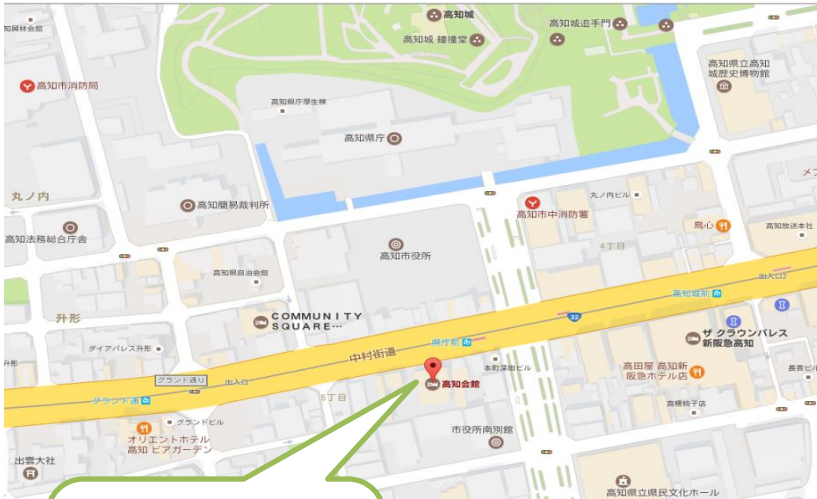 高知城
高知城追手門
高知城 鐘撞堂
高知市消防局
高知県立高知
城歴史博物館
高知県庁厚生棟
高知県庁
丸ノ内
高知簡易裁判所
高知市中消防署
丸ノ内ビル
高知法務総合庁舎
鳥心
高知放送本社
高知市役所
4丁目
高知県自治会館
出入口2
高知城前
升形
COMMUNITY
SQUARE…
32
ザ クラウンパレス
新阪急高知
ダイアパレス升形
県庁前
中村街道
本町深田ビル
高知会館
高田屋 高知新
阪急ホテル店
グランド通り
出入口
グランド通
5丁目
高橋椅子店
グランドビル
オリエントホテル
高知 ビアガーデン
市役所南別館
出雲大社
高知県立県民文化ホール